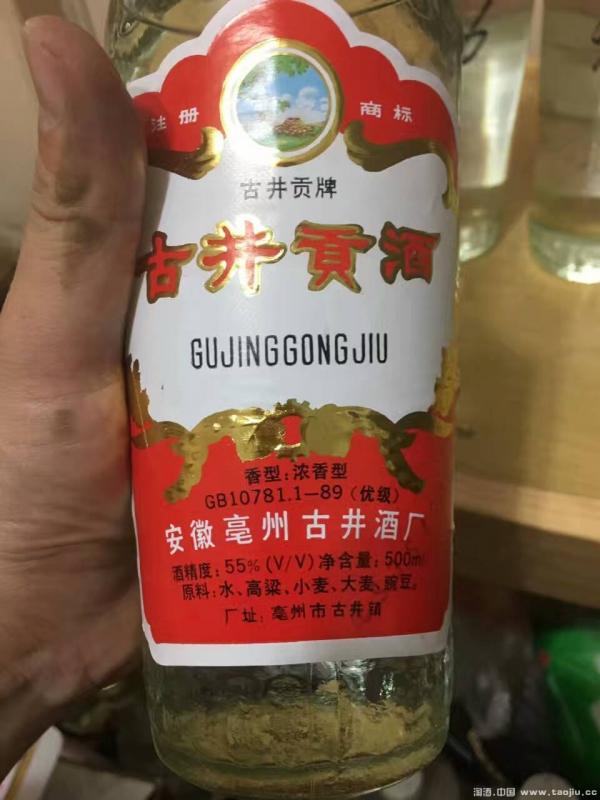 注册 商标
古井贡牌
古井贡酒
GUJINGGONGJIU
香型:浓香型
GB10781.1—89(优级)
安徽亳州古井酒厂
酒精度:55%(V/V)净含量:500ml
原料:水、高粱、小麦、大麦、豌豆。
厂址:亳州市古井镇
淘酒.中国 www.taojiu.cc